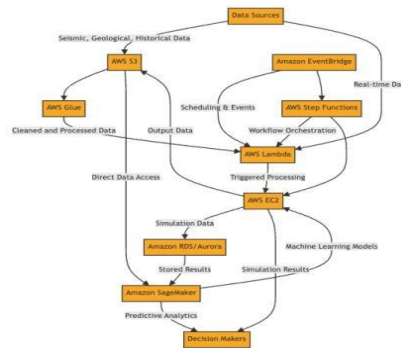 Data Sources
Seismic, Geological, Historical Data
AWS S3
Amazon EventBridge
Real-time Da
AWS Glue
Scheduling & Events
AWS Step Functions
Cleaned and Processed Data
Output Data
Workflow Orchestration
AWS Lambda
Direct Data Access
Triggered Processing
AWS EC2
Simulation Data
Amazon RDS/Aurora
Machine Learning Models
Stored Results
Simulation Results
Amazon SageMaker
Predictive Analytics
Decision Makers